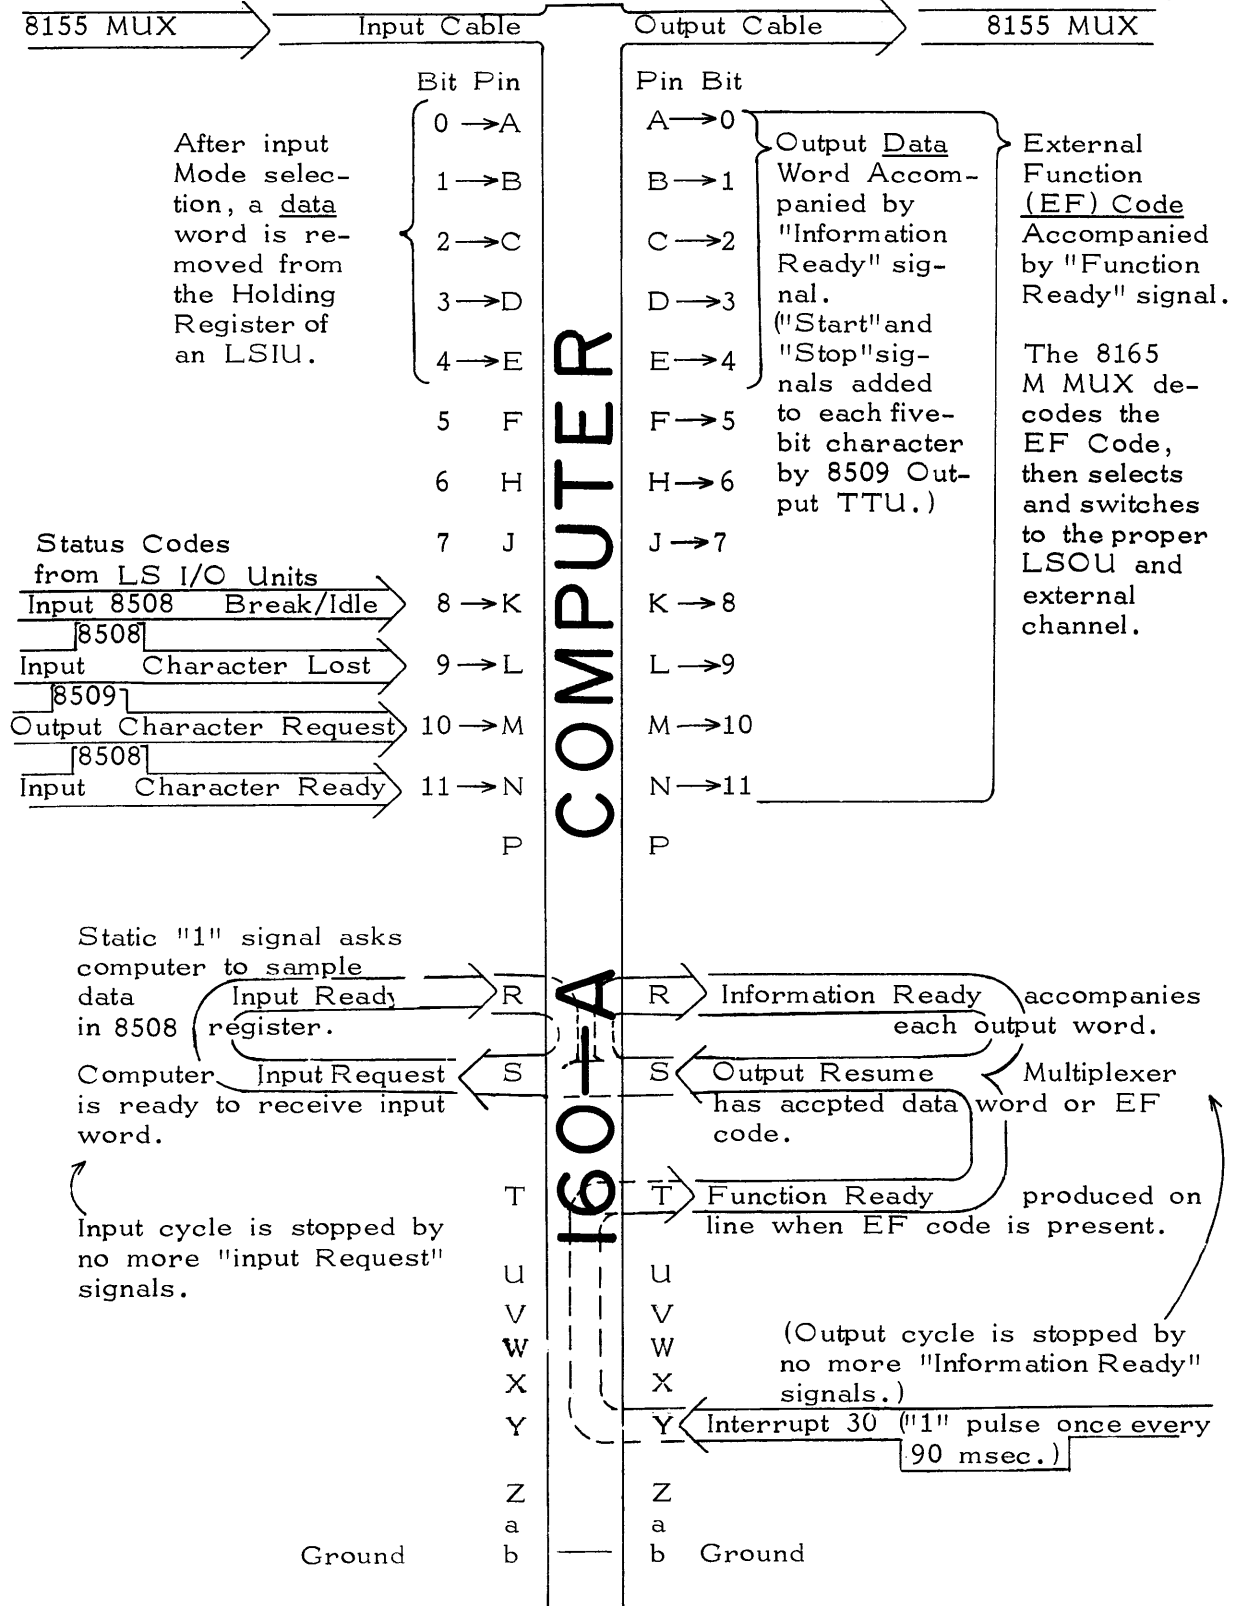 8155 MUX Input Cable Output Cable 8155 MUX
Bit Pin
Pin Bit
After input
Mode selec-
tion, a data
word is re-
moved from
the Holding
Register of
an LSIU.
0 → A
1 → B
2 → C
3 → D
4 → E
5 F
6 H
7 J
8 → K
9 → L
10 → M
11 → N
P
A → 0
B → 1
C → 2
D → 3
E → 4
F → 5
H → 6
J → 7
K → 8
L → 9
M → 10
N → 11
P
Output Data
Word Accom-
panied by
"Information
Ready" sig-
nal.
("Start" and
"Stop" sig-
nals added
to each five-
bit character
by 8509 Out-
put TTU.)
External
Function
(EF) Code
Accompanied
by "Function
Ready" signal.
The 8165
M MUX de-
codes the
EF Code,
then selects
and switches
to the proper
LSOU and
external
channel.
Status Codes
from LS I/O Units
Input 8508 Break/Idle
8508
Input Character Lost
8509
Output Character Request
8508
Input Character Ready
160-A COMPUTER
Static "1" signal asks
computer to sample
data Input Ready
in 8508 register.
Computer Input Request
is ready to receive input
word.
Input cycle is stopped by
no more "input Request"
signals.
R
S
T
U
V
W
X
Y
Z
a
Ground b
R
S
T
U
V
W
X
Y
Z
a
b Ground
Information Ready accompanies
each output word.
Output Resume Multiplexer
has accpted data word or EF
code.
Function Ready produced on
line when EF code is present.
(Output cycle is stopped by
no more "Information Ready"
signals.)
Interrupt 30 ("1" pulse once every
90 msec.)